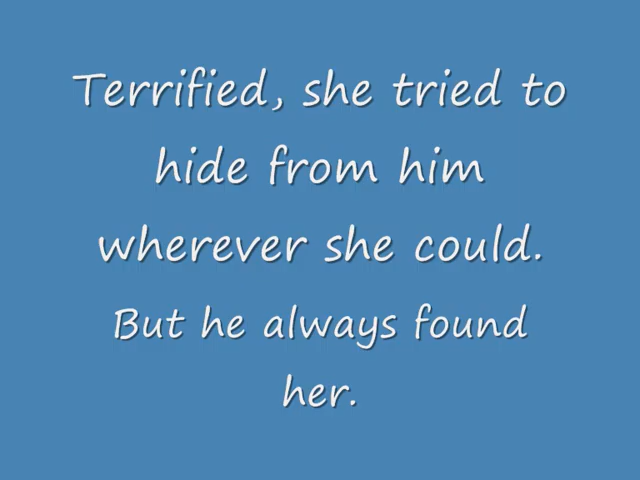 Terrified, she tried to
hide from him
wherever she could.
But he always found
her.